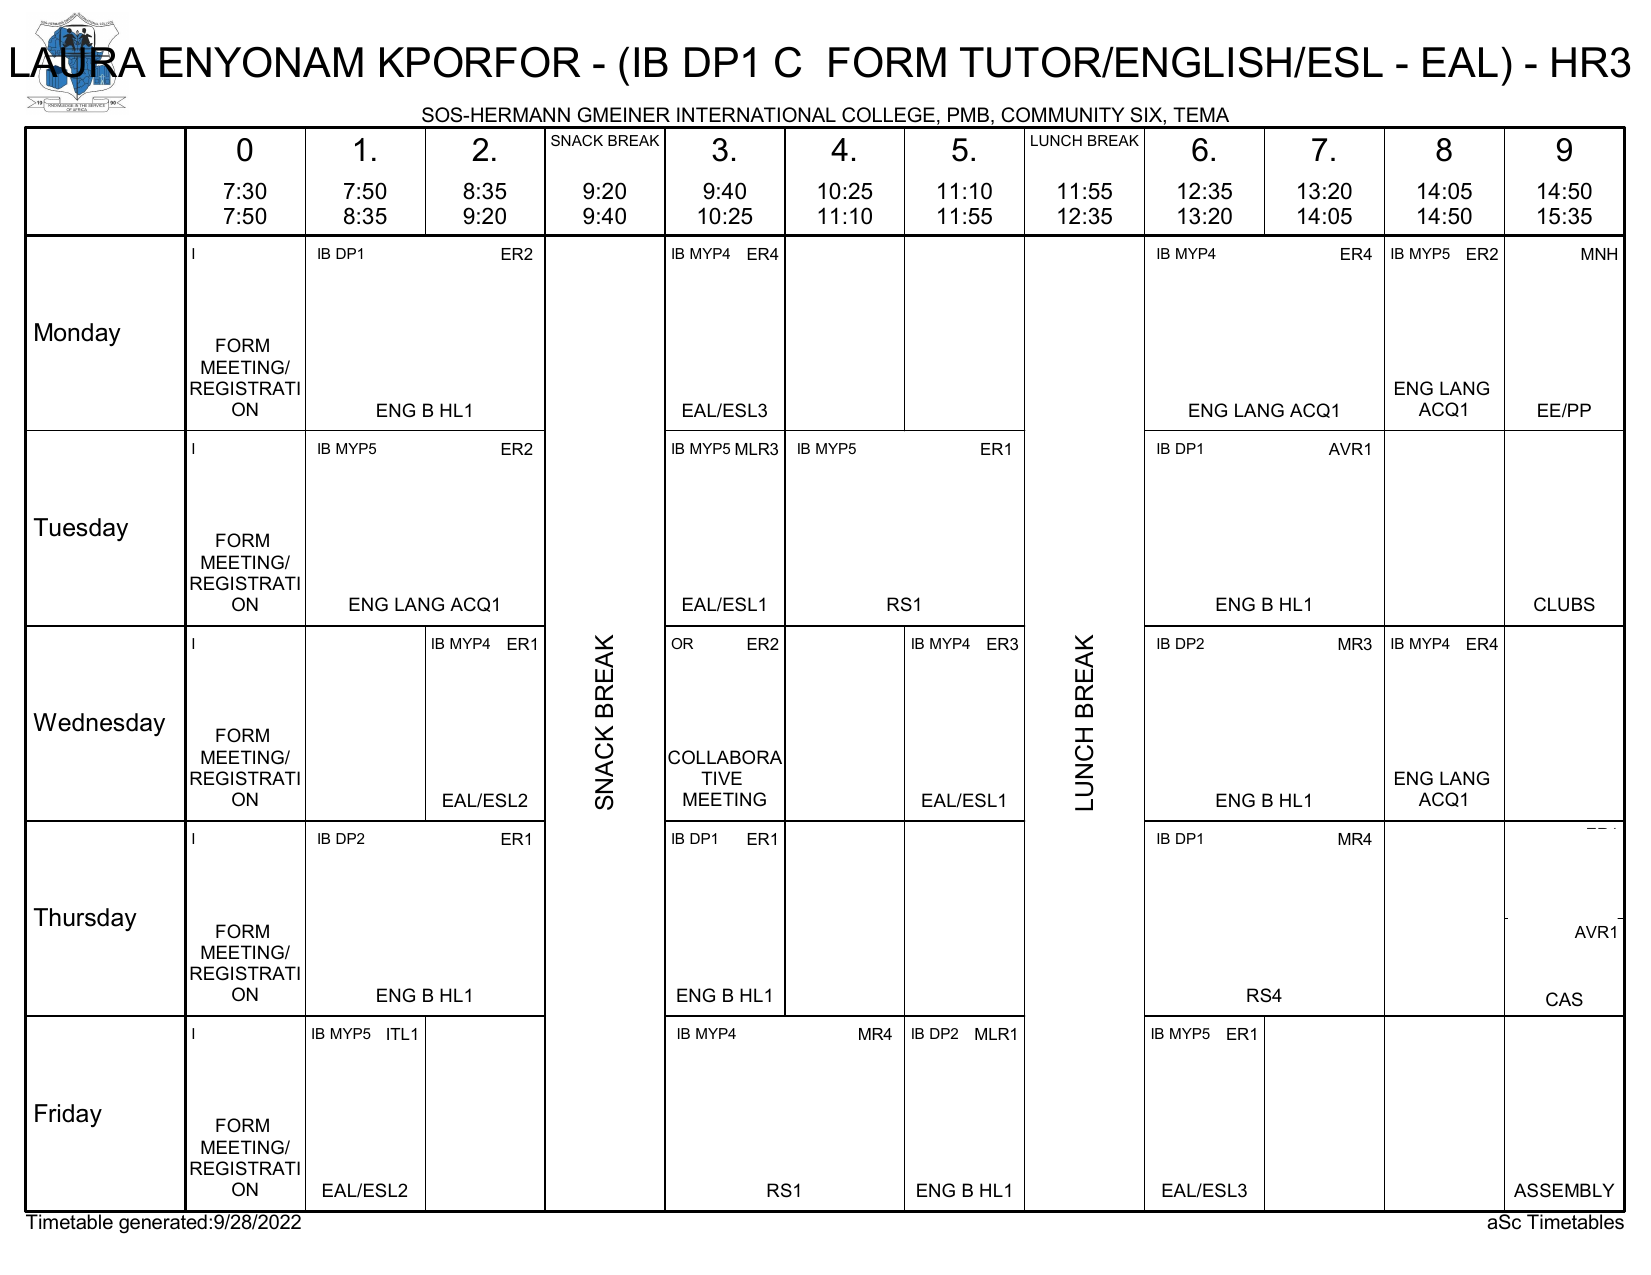 LAURA ENYONAM KPORFOR - (IB DP1 C  FORM TUTOR/ENGLISH/ESL - EAL) - HR3
SOS-HERMANN GMEINER INTERNATIONAL COLLEGE, PMB, COMMUNITY SIX, TEMA
0 1. 2. SNACK BREAK 3. 4. 5. LUNCH BREAK 6. 7. 8 9
7:30 7:50 8:35 9:20 9:40 10:25 11:10 11:55 12:35 13:20 14:05 14:50
7:50 8:35 9:20 9:40 10:25 11:10 11:55 12:35 13:20 14:05 14:50 15:35
Monday
I
FORM
MEETING/
REGISTRATI
ON
IB DP1 ER2
ENG B HL1
IB MYP4 ER4
EAL/ESL3
IB MYP4 ER4
ENG LANG ACQ1
IB MYP5 ER2
ENG LANG
ACQ1
MNH
EE/PP
Tuesday
I
FORM
MEETING/
REGISTRATI
ON
IB MYP5 ER2
ENG LANG ACQ1
IB MYP5 MLR3
EAL/ESL1
IB MYP5 ER1
RS1
IB DP1 AVR1
ENG B HL1
CLUBS
Wednesday
I
FORM
MEETING/
REGISTRATI
ON
IB MYP4 ER1
EAL/ESL2
SNACK BREAK
OR ER2
COLLABORA
TIVE
MEETING
IB MYP4 ER3
EAL/ESL1
LUNCH BREAK
IB DP2 MR3
ENG B HL1
IB MYP4 ER4
ENG LANG
ACQ1
Thursday
I
FORM
MEETING/
REGISTRATI
ON
IB DP2 ER1
ENG B HL1
IB DP1 ER1
ENG B HL1
IB DP1 MR4
RS4
AVR1
CAS
Friday
I
FORM
MEETING/
REGISTRATI
ON
IB MYP5 ITL1
EAL/ESL2
IB MYP4 MR4
RS1
IB DP2 MLR1
ENG B HL1
IB MYP5 ER1
EAL/ESL3
ASSEMBLY
Timetable generated:9/28/2022
aSc Timetables